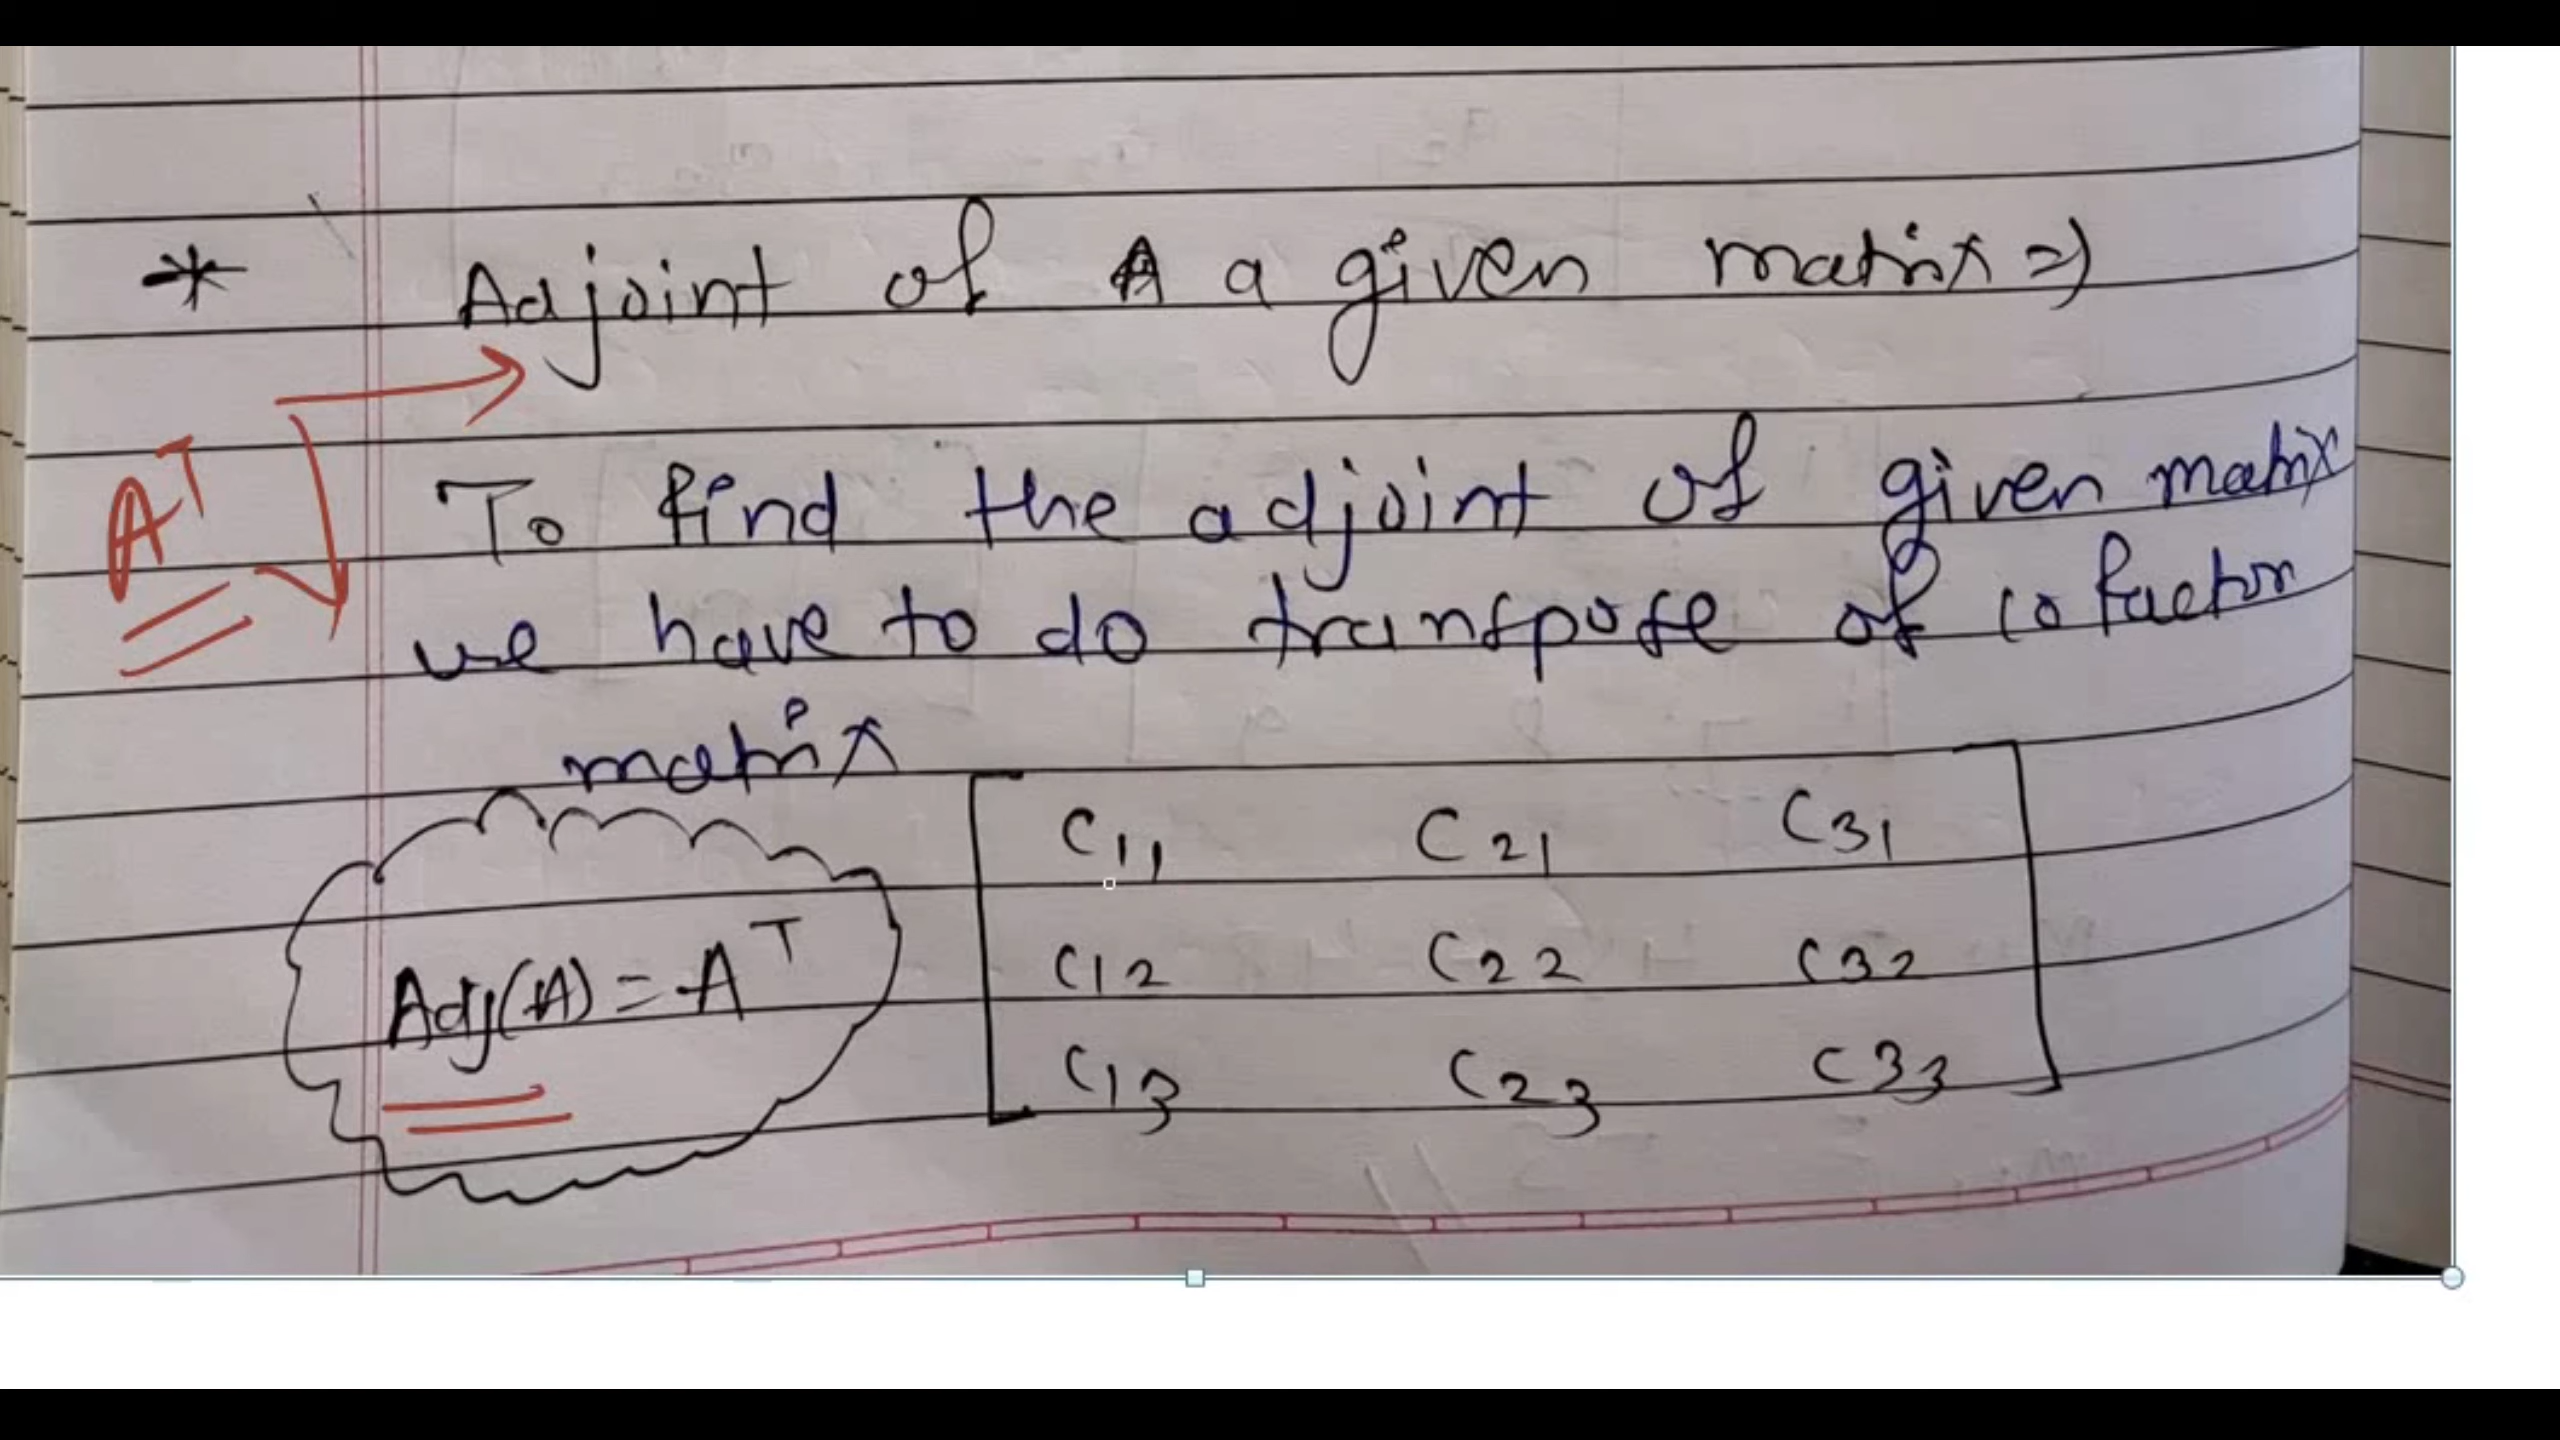 * Adjoint of A a given matrix =>
A^T
To find the adjoint of given matrix
we have to do transpose of cofactor
matrix
Adj(A) = A^T
C11 C21 C31
C12 C22 C32
C13 C23 C33